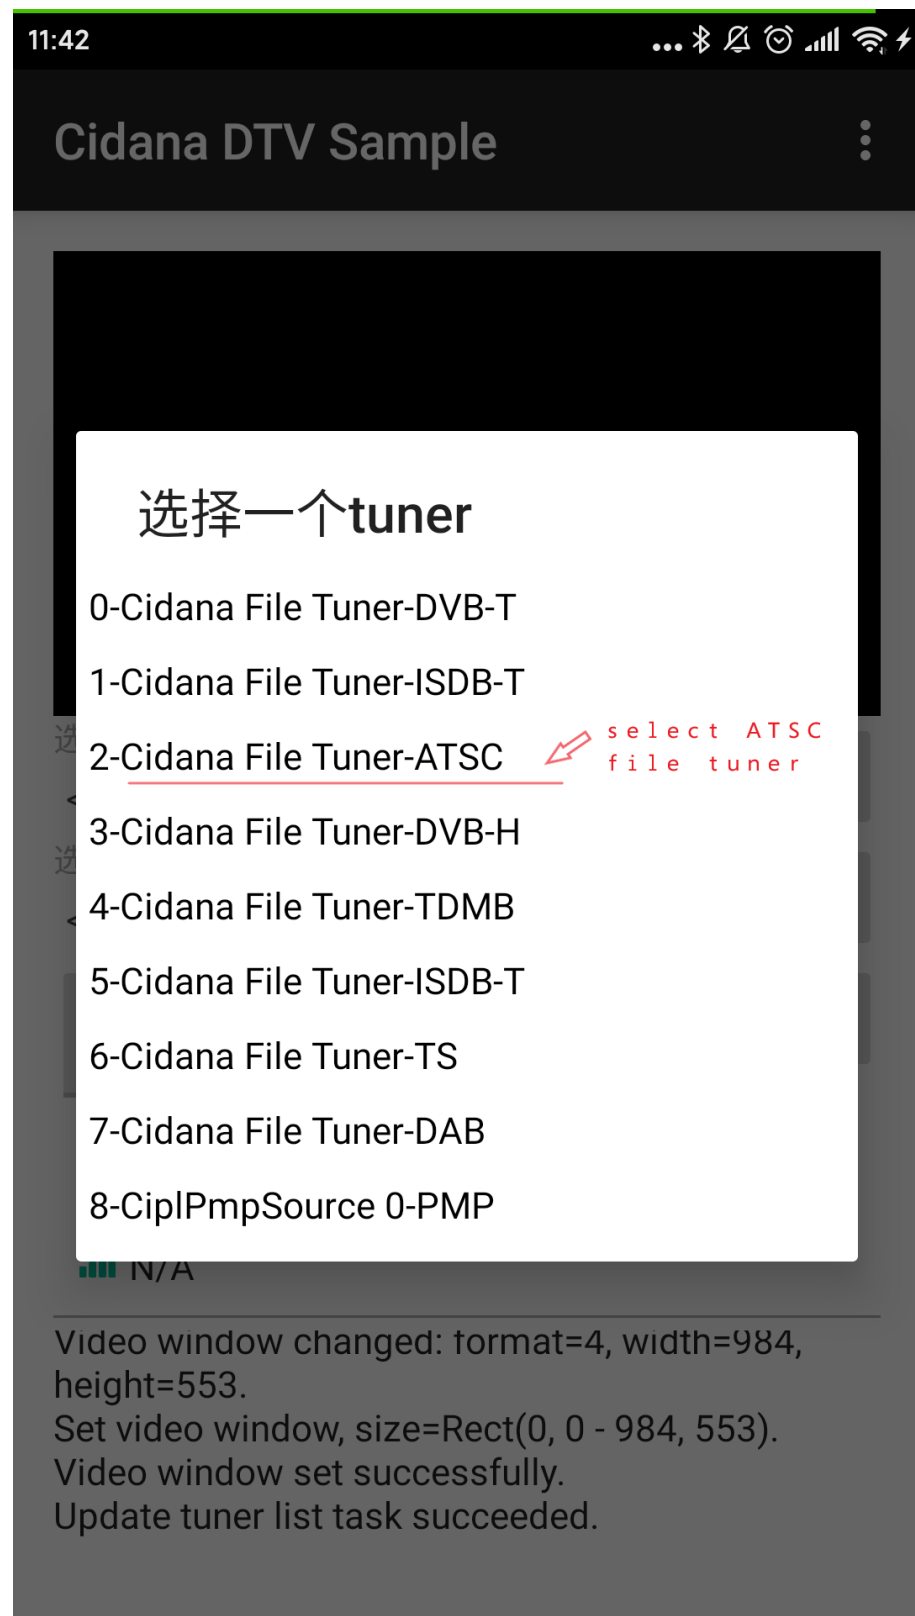 11:42
Cidana DTV Sample
选择一个tuner
0-Cidana File Tuner-DVB-T
1-Cidana File Tuner-ISDB-T
选
2-Cidana File Tuner-ATSC
select ATSC
file tuner
<
3-Cidana File Tuner-DVB-H
选
4-Cidana File Tuner-TDMB
<
5-Cidana File Tuner-ISDB-T
6-Cidana File Tuner-TS
7-Cidana File Tuner-DAB
8-CiplPmpSource 0-PMP
N/A
Video window changed: format=4, width=984,
height=553.
Set video window, size=Rect(0, 0 - 984, 553).
Video window set successfully.
Update tuner list task succeeded.